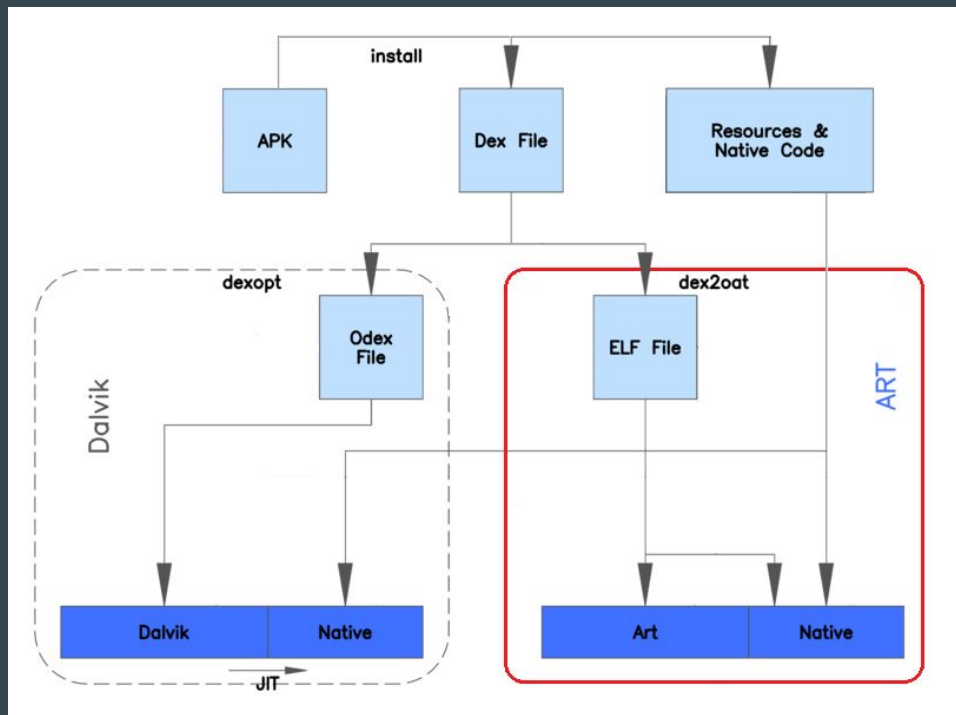 install
APK
Dex File
Resources &
Native Code
dexopt
dex2oat
Odex
File
ELF File
Dalvik
ART
Dalvik
Native
Art
Native
JIT